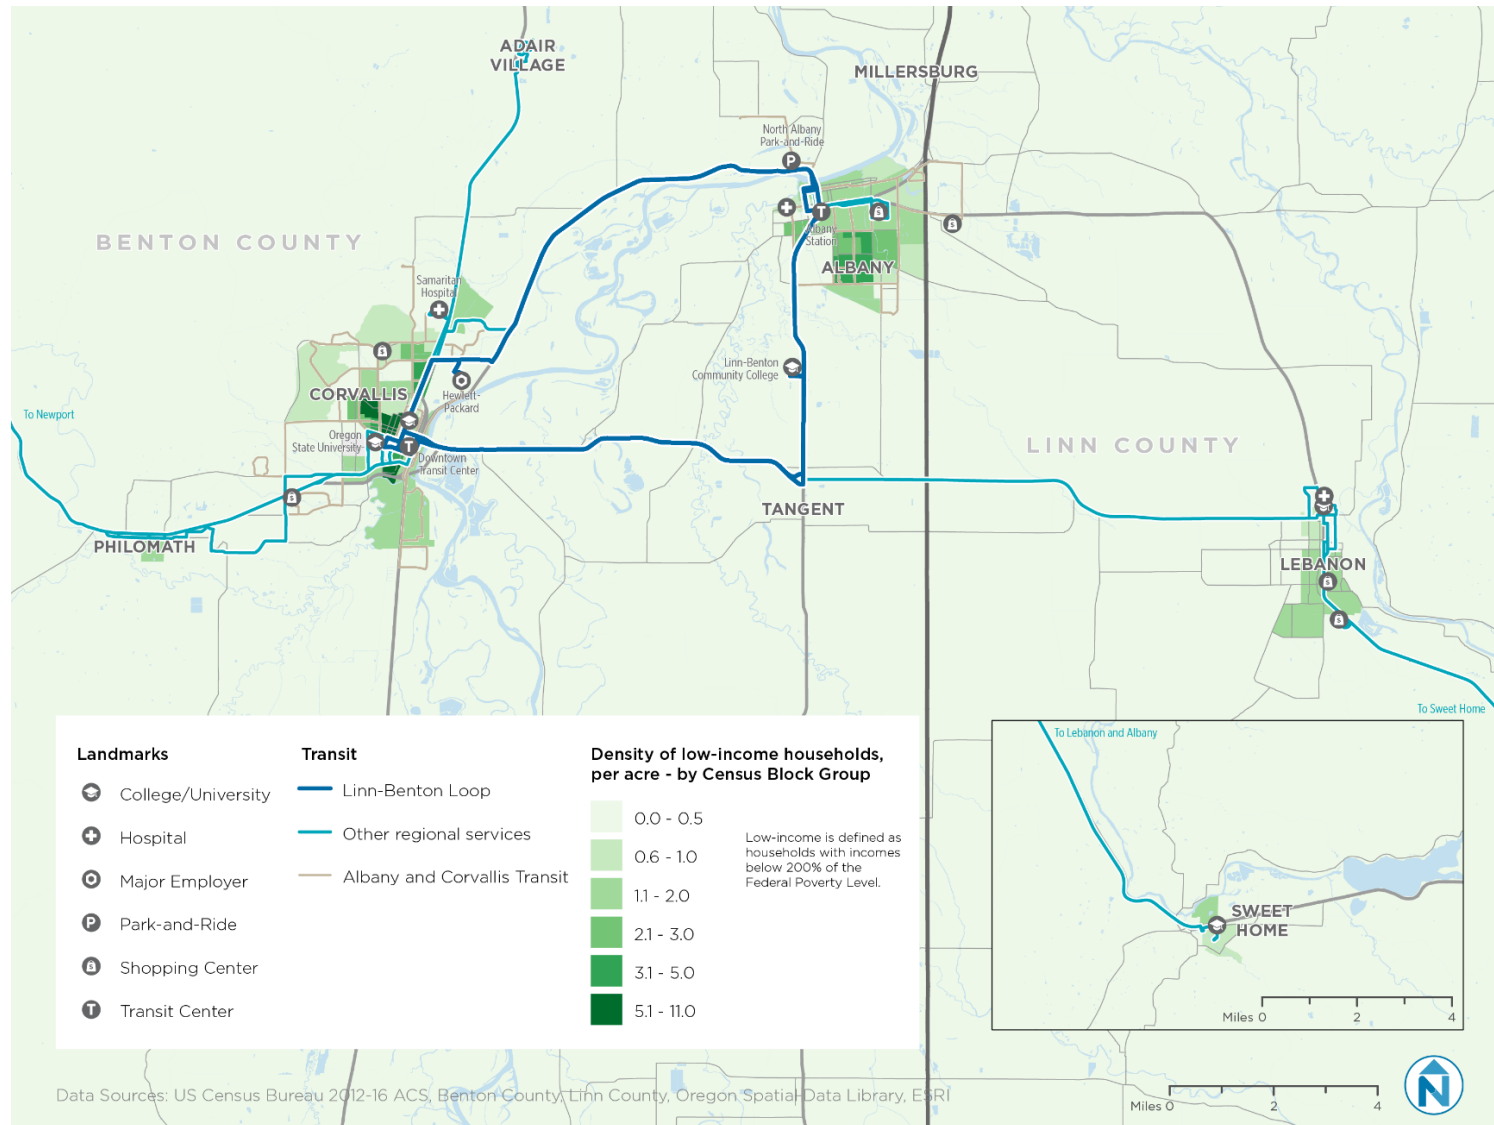 ADAIR
VILLAGE
MILLERSBURG
North Albany
Park-and-Ride
P
BENTON COUNTY
T
Albany
Station
ALBANY
Samaritan
Hospital
Linn-Benton
Community College
CORVALLIS
Hewlett-
Packard
To Newport
Oregon
State University
T
Downtown
Transit Center
LINN COUNTY
TANGENT
PHILOMATH
LEBANON
To Sweet Home
Landmarks
College/University
Hospital
Major Employer
P Park-and-Ride
Shopping Center
T Transit Center
Transit
Linn-Benton Loop
Other regional services
Albany and Corvallis Transit
Density of low-income households,
per acre - by Census Block Group
0.0 - 0.5
0.6 - 1.0
1.1 - 2.0
2.1 - 3.0
3.1 - 5.0
5.1 - 11.0
Low-income is defined as
households with incomes
below 200% of the
Federal Poverty Level.
To Lebanon and Albany
SWEET
HOME
Miles 0 2 4
Data Sources: US Census Bureau 2012-16 ACS, Benton County, Linn County, Oregon Spatial Data Library, ESRI
Miles 0 2 4
N